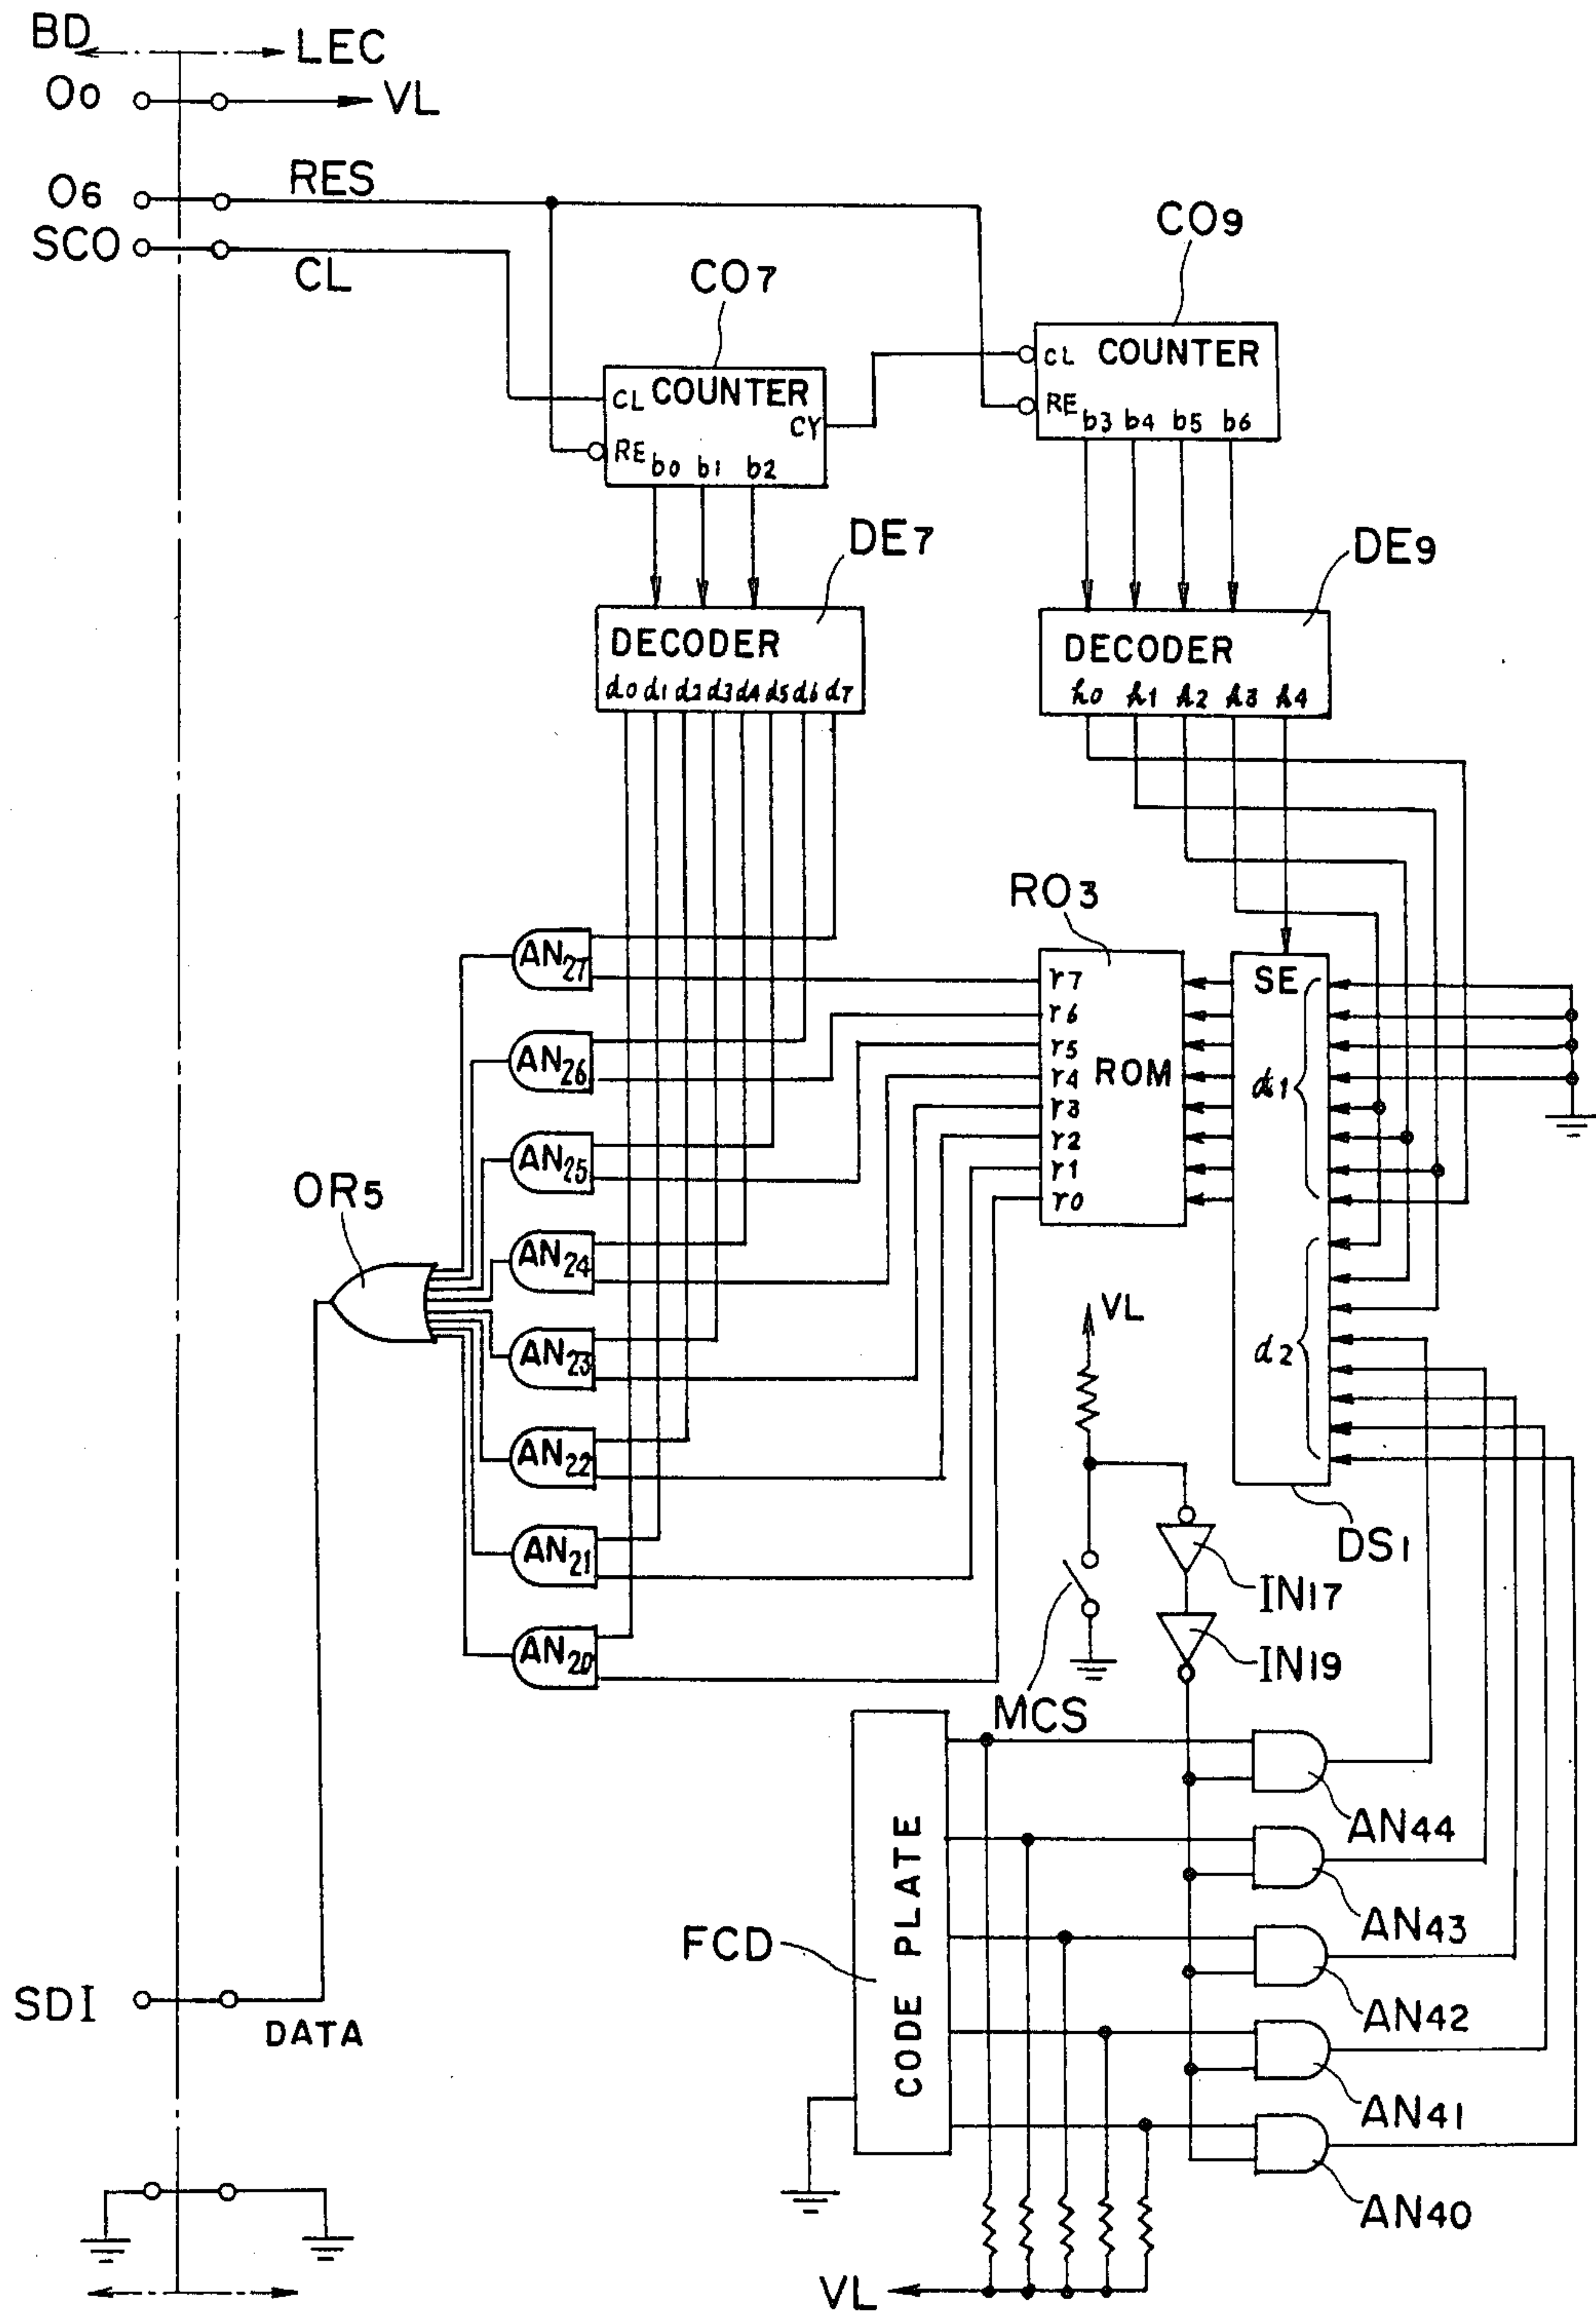 BD LEC
O0 VL
O6 RES
SCO CL
CO9
CO7
CL COUNTER
RE
b3 b4 b5 b6
CL COUNTER
CY
RE
b0 b1 b2
DE7
DE9
DECODER
d0 d1 d2 d3 d4 d5 d6 d7
DECODER
h0 h1 h2 h3 h4
RO3
AN27
AN26
AN25
AN24
AN23
AN22
AN21
AN20
r7
r6
r5
r4
r3
r2
r1
r0
ROM
SE
d1
d2
OR5
VL
DS1
IN17
IN19
MCS
AN44
AN43
AN42
AN41
AN40
FCD
CODE PLATE
SDI
DATA
VL